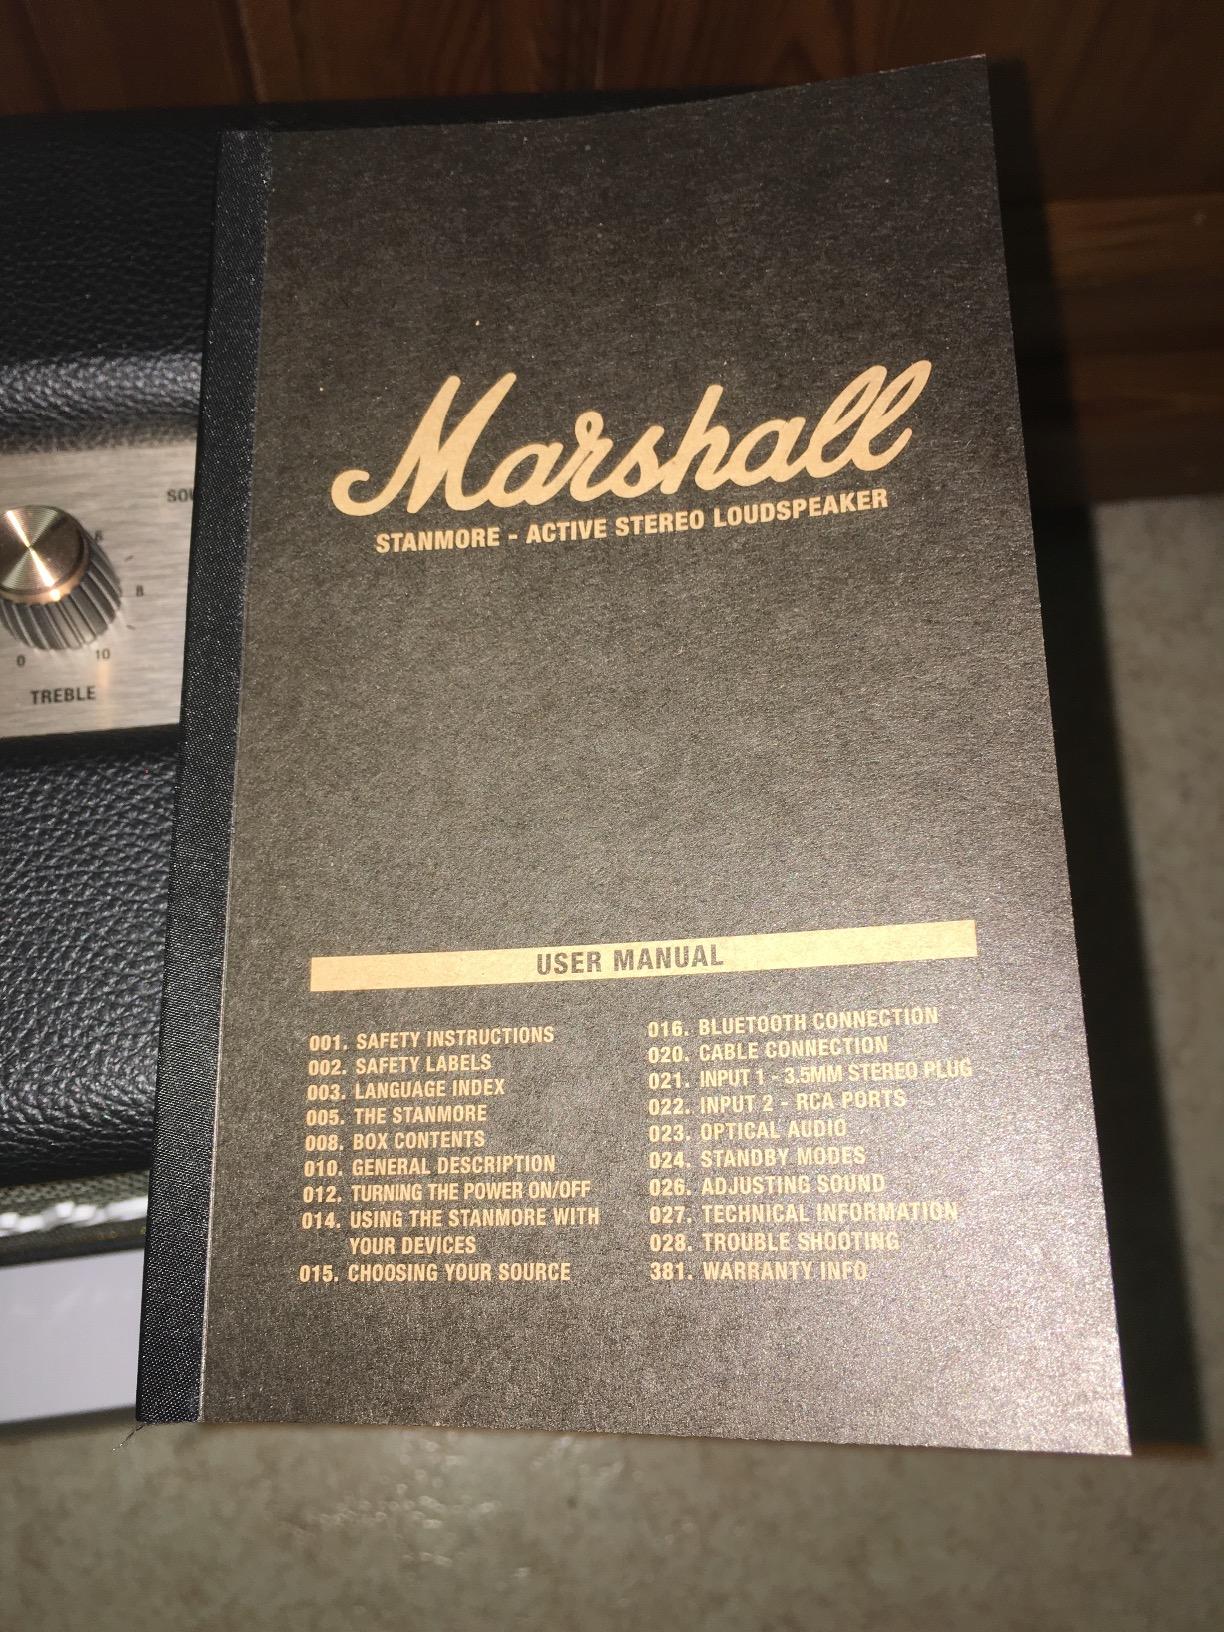 SOU
6
8
0
10
TREBLE
Marshall
STANMORE - ACTIVE STEREO LOUDSPEAKER
USER MANUAL
001. SAFETY INSTRUCTIONS
002. SAFETY LABELS
003. LANGUAGE INDEX
005. THE STANMORE
008. BOX CONTENTS
010. GENERAL DESCRIPTION
012. TURNING THE POWER ON/OFF
014. USING THE STANMORE WITH
YOUR DEVICES
015. CHOOSING YOUR SOURCE
016. BLUETOOTH CONNECTION
020. CABLE CONNECTION
021. INPUT 1 - 3.5MM STEREO PLUG
022. INPUT 2 - RCA PORTS
023. OPTICAL AUDIO
024. STANDBY MODES
026. ADJUSTING SOUND
027. TECHNICAL INFORMATION
028. TROUBLE SHOOTING
381. WARRANTY INFO